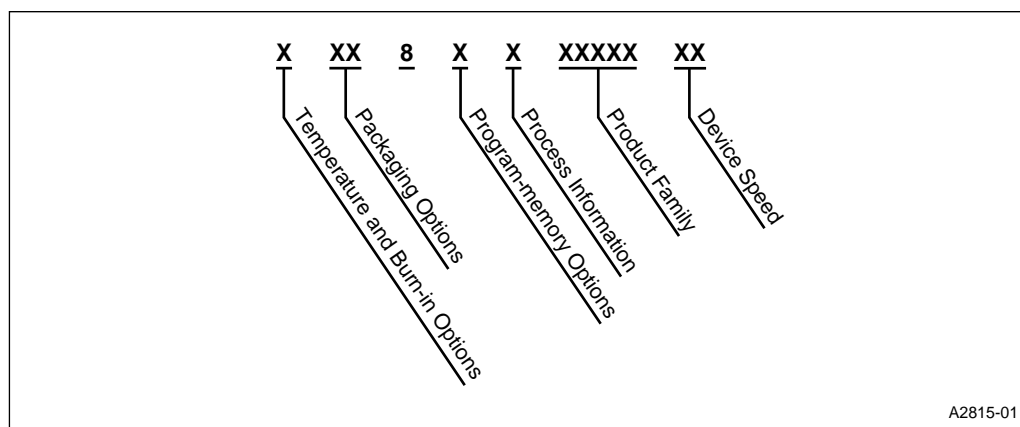 X XX 8 X X XXXXX XX
Temperature and Burn-in Options
Packaging Options
Program-memory Options
Process Information
Product Family
Device Speed
A2815-01